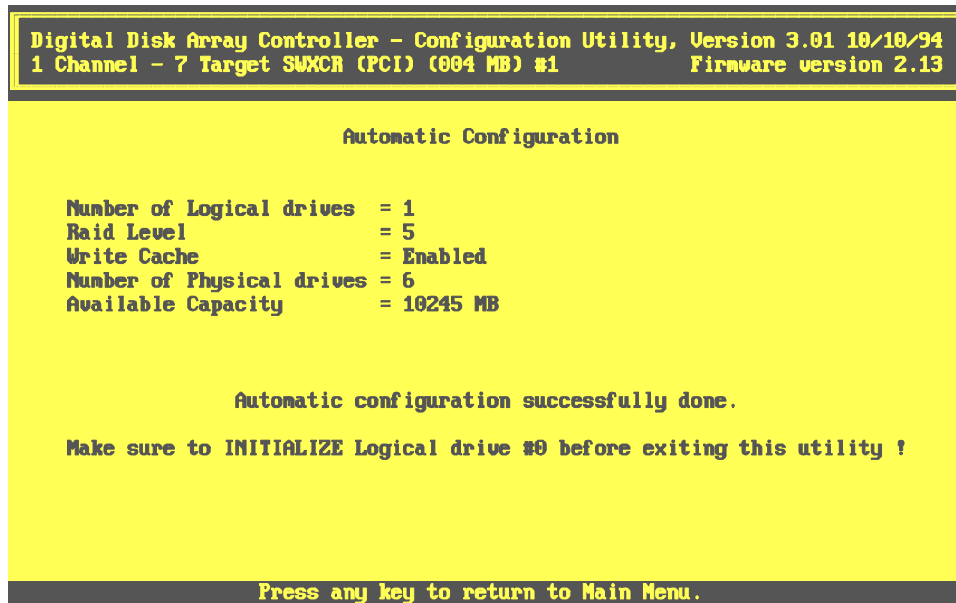 Digital Disk Array Controller - Configuration Utility, Version 3.01 10/10/94
1 Channel - 7 Target SWXCR (PCI) (004 MB) #1 Firmware version 2.13
Automatic Configuration
Number of Logical drives = 1
Raid Level = 5
Write Cache = Enabled
Number of Physical drives = 6
Available Capacity = 10245 MB
Automatic configuration successfully done.
Make sure to INITIALIZE Logical drive #0 before exiting this utility !
Press any key to return to Main Menu.